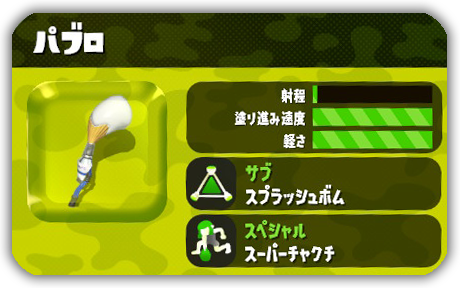 パブロ
射程
塗り進み速度
軽さ
サブ
スプラッシュボム
スペシャル
スーパーチャクチ